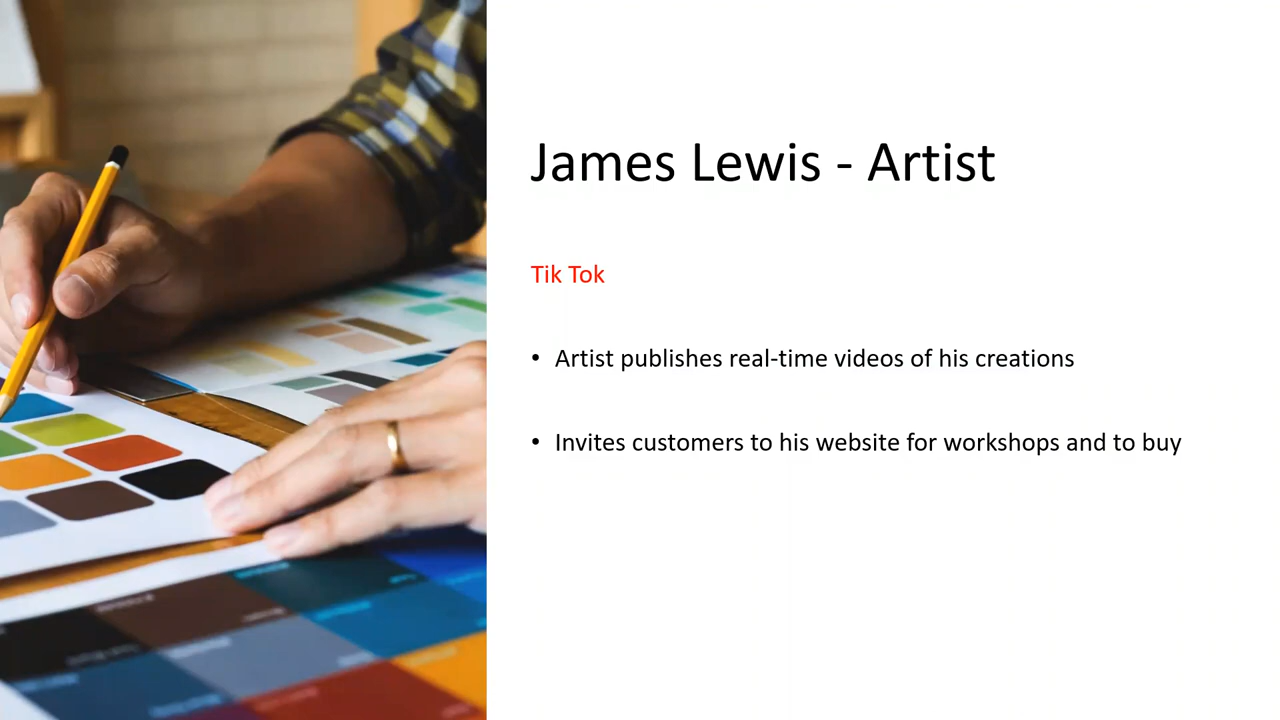 James Lewis - Artist
Tik Tok
• Artist publishes real-time videos of his creations
• Invites customers to his website for workshops and to buy